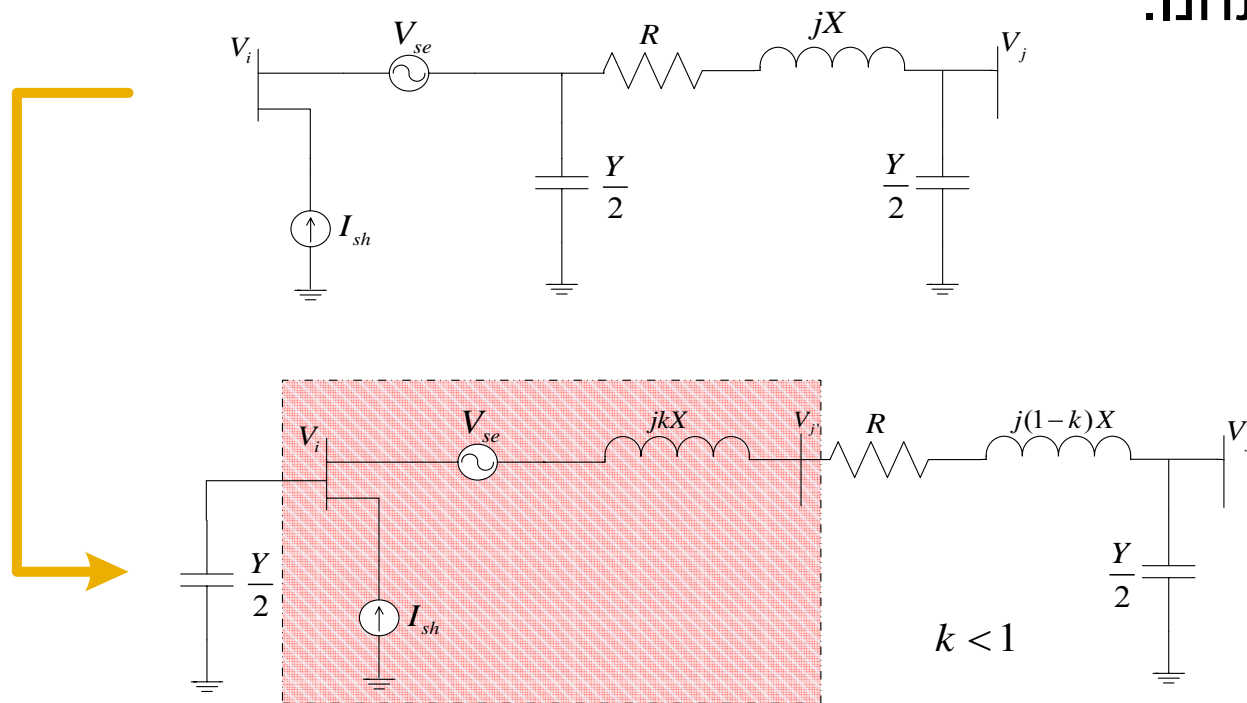 jX
R
V_i
V_se
V_j
Y/2
Y/2
I_sh
j(1-k)X
jkX
R
V_se
V_i
V_j'
V
Y/2
Y/2
I_sh
k < 1